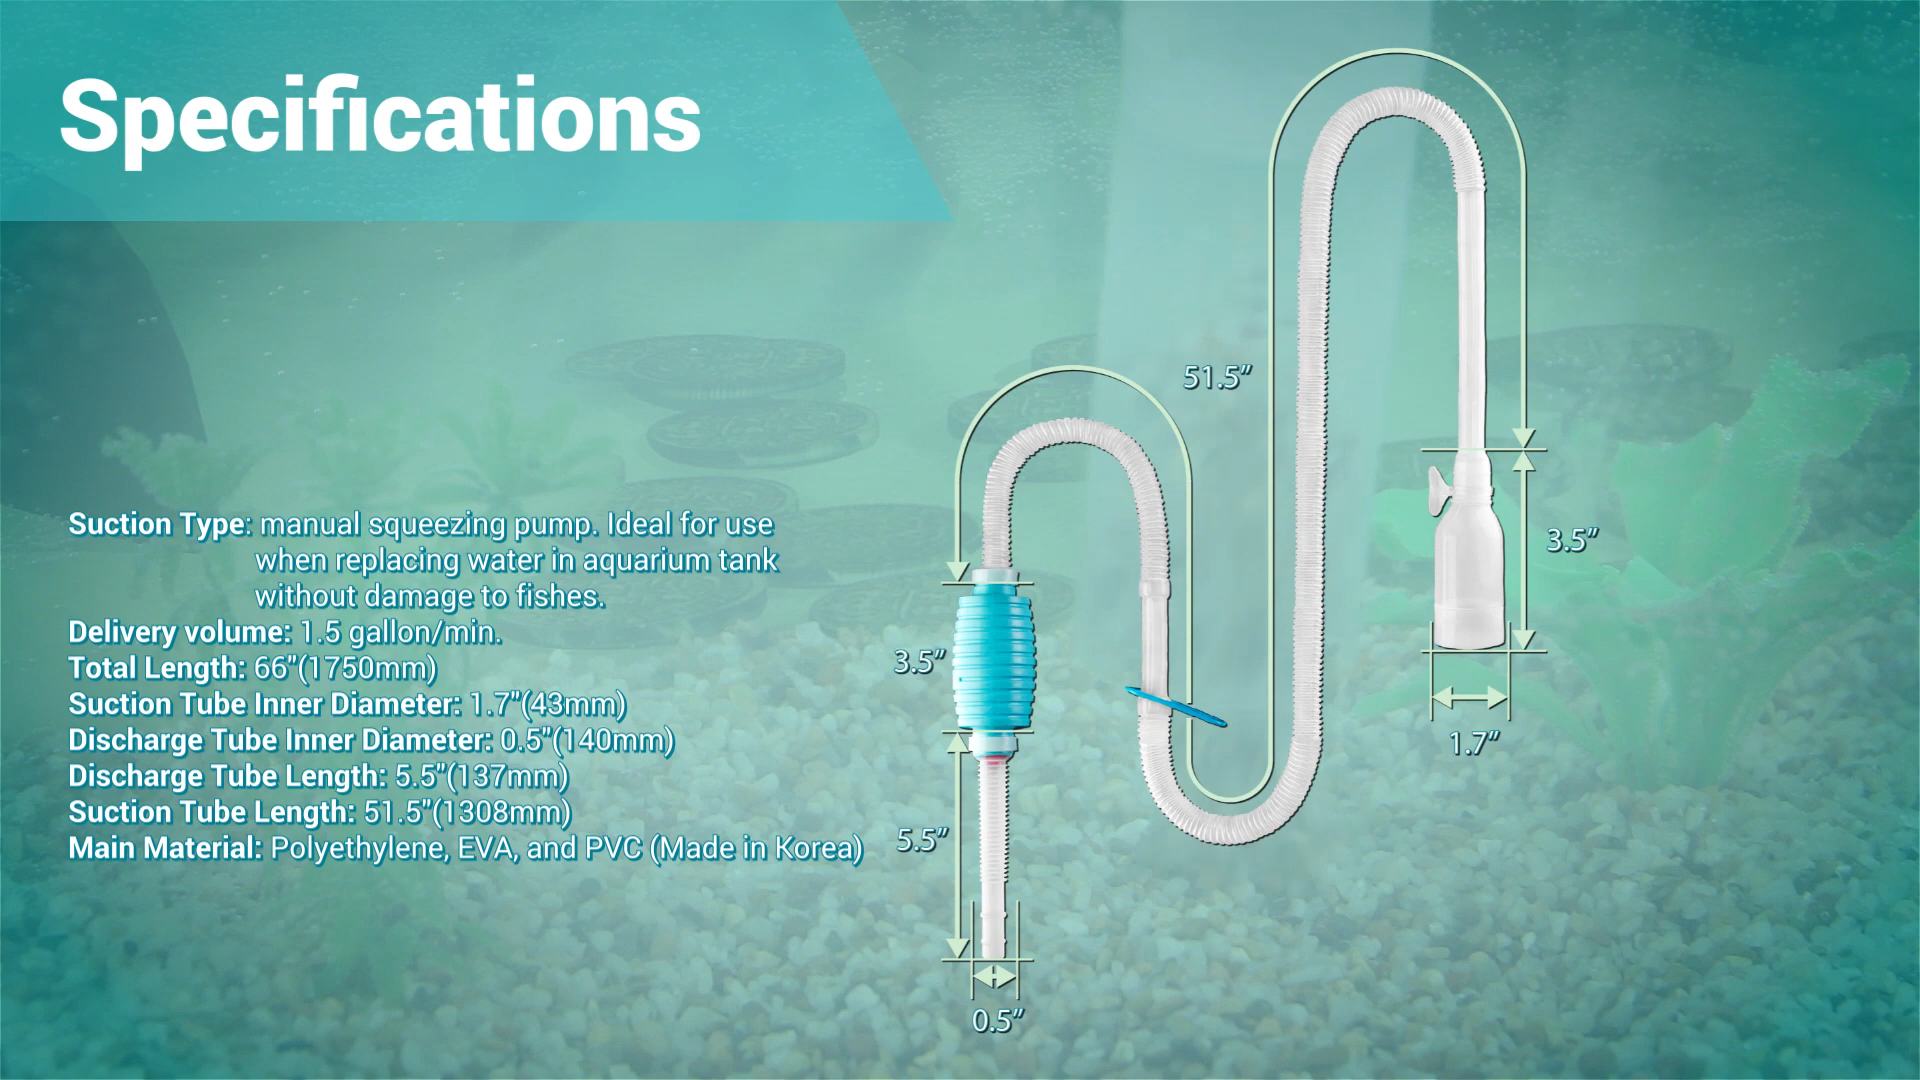 Specifications
Suction Type: manual squeezing pump. Ideal for use
when replacing water in aquarium tank
without damage to fishes.
Delivery volume: 1.5 gallon/min.
Total Length: 66"(1750mm)
Suction Tube Inner Diameter: 1.7"(43mm)
Discharge Tube Inner Diameter: 0.5"(140mm)
Discharge Tube Length: 5.5"(137mm)
Suction Tube Length: 51.5"(1308mm)
Main Material: Polyethylene, EVA, and PVC (Made in Korea)
51.5”
3.5”
3.5”
1.7”
5.5”
0.5”